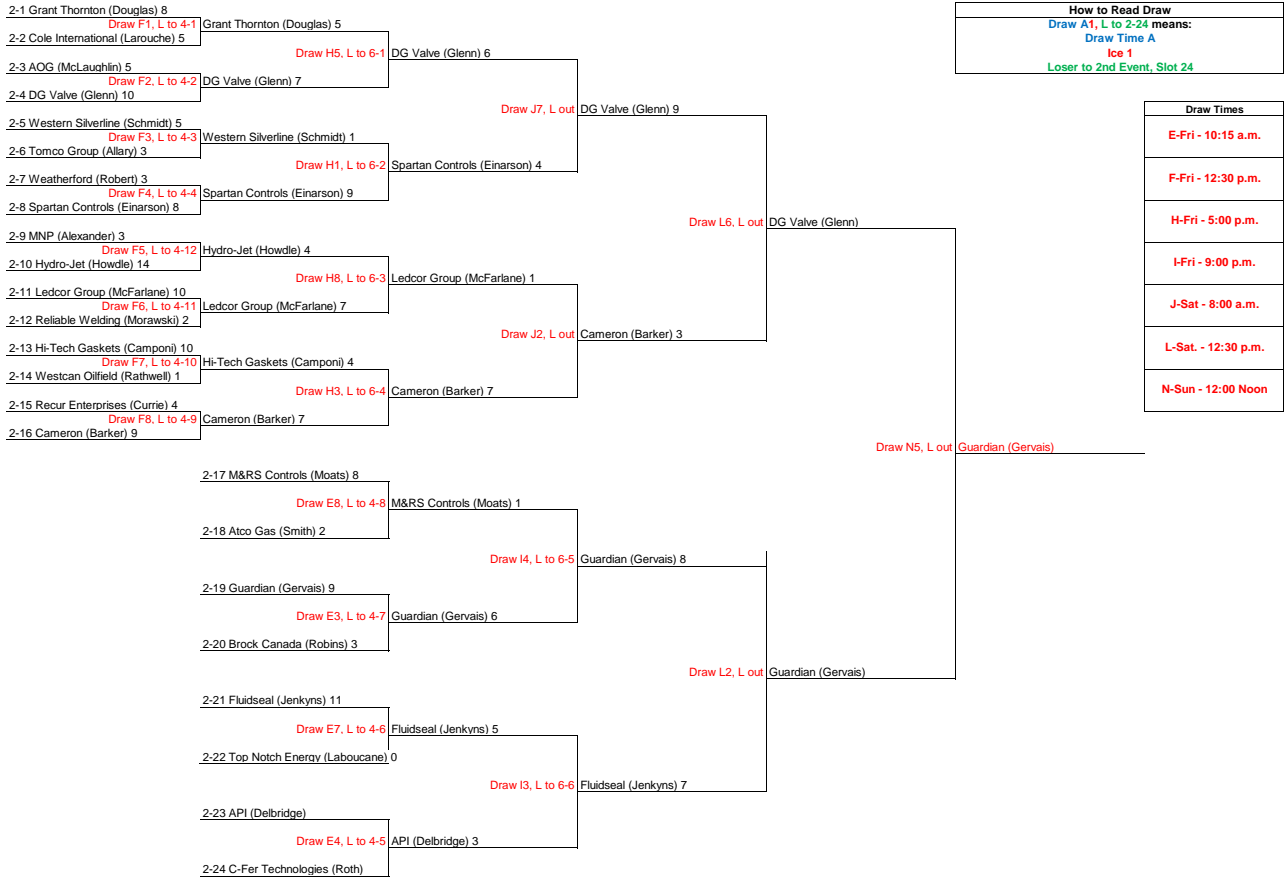 2-1 Grant Thornton (Douglas) 8
Draw F1, L to 4-1 Grant Thornton (Douglas) 5
2-2 Cole International (Larouche) 5
Draw H5, L to 6-1 DG Valve (Glenn) 6
2-3 AOG (McLaughlin) 5
Draw F2, L to 4-2 DG Valve (Glenn) 7
2-4 DG Valve (Glenn) 10
Draw J7, L out DG Valve (Glenn) 9
2-5 Western Silverline (Schmidt) 5
Draw F3, L to 4-3 Western Silverline (Schmidt) 1
2-6 Tomco Group (Allary) 3
Draw H1, L to 6-2 Spartan Controls (Einarson) 4
2-7 Weatherford (Robert) 3
Draw F4, L to 4-4 Spartan Controls (Einarson) 9
2-8 Spartan Controls (Einarson) 8
Draw L6, L out DG Valve (Glenn)
2-9 MNP (Alexander) 3
Draw F5, L to 4-12 Hydro-Jet (Howdle) 4
2-10 Hydro-Jet (Howdle) 14
Draw H8, L to 6-3 Ledcor Group (McFarlane) 1
2-11 Ledcor Group (McFarlane) 10
Draw F6, L to 4-11 Ledcor Group (McFarlane) 7
2-12 Reliable Welding (Morawski) 2
Draw J2, L out Cameron (Barker) 3
2-13 Hi-Tech Gaskets (Camponi) 10
Draw F7, L to 4-10 Hi-Tech Gaskets (Camponi) 4
2-14 Westcan Oilfield (Rathwell) 1
Draw H3, L to 6-4 Cameron (Barker) 7
2-15 Recur Enterprises (Currie) 4
Draw F8, L to 4-9 Cameron (Barker) 7
2-16 Cameron (Barker) 9
Draw N5, L out Guardian (Gervais)
2-17 M&RS Controls (Moats) 8
Draw E8, L to 4-8 M&RS Controls (Moats) 1
2-18 Atco Gas (Smith) 2
Draw I4, L to 6-5 Guardian (Gervais) 8
2-19 Guardian (Gervais) 9
Draw E3, L to 4-7 Guardian (Gervais) 6
2-20 Brock Canada (Robins) 3
Draw L2, L out Guardian (Gervais)
2-21 Fluidseal (Jenkyns) 11
Draw E7, L to 4-6 Fluidseal (Jenkyns) 5
2-22 Top Notch Energy (Laboucane) 0
Draw I3, L to 6-6 Fluidseal (Jenkyns) 7
2-23 API (Delbridge)
Draw E4, L to 4-5 API (Delbridge) 3
2-24 C-Fer Technologies (Roth)
How to Read Draw
Draw A1, L to 2-24 means:
Draw Time A
Ice 1
Loser to 2nd Event, Slot 24
Draw Times
E-Fri - 10:15 a.m.
F-Fri - 12:30 p.m.
H-Fri - 5:00 p.m.
I-Fri - 9:00 p.m.
J-Sat - 8:00 a.m.
L-Sat. - 12:30 p.m.
N-Sun - 12:00 Noon